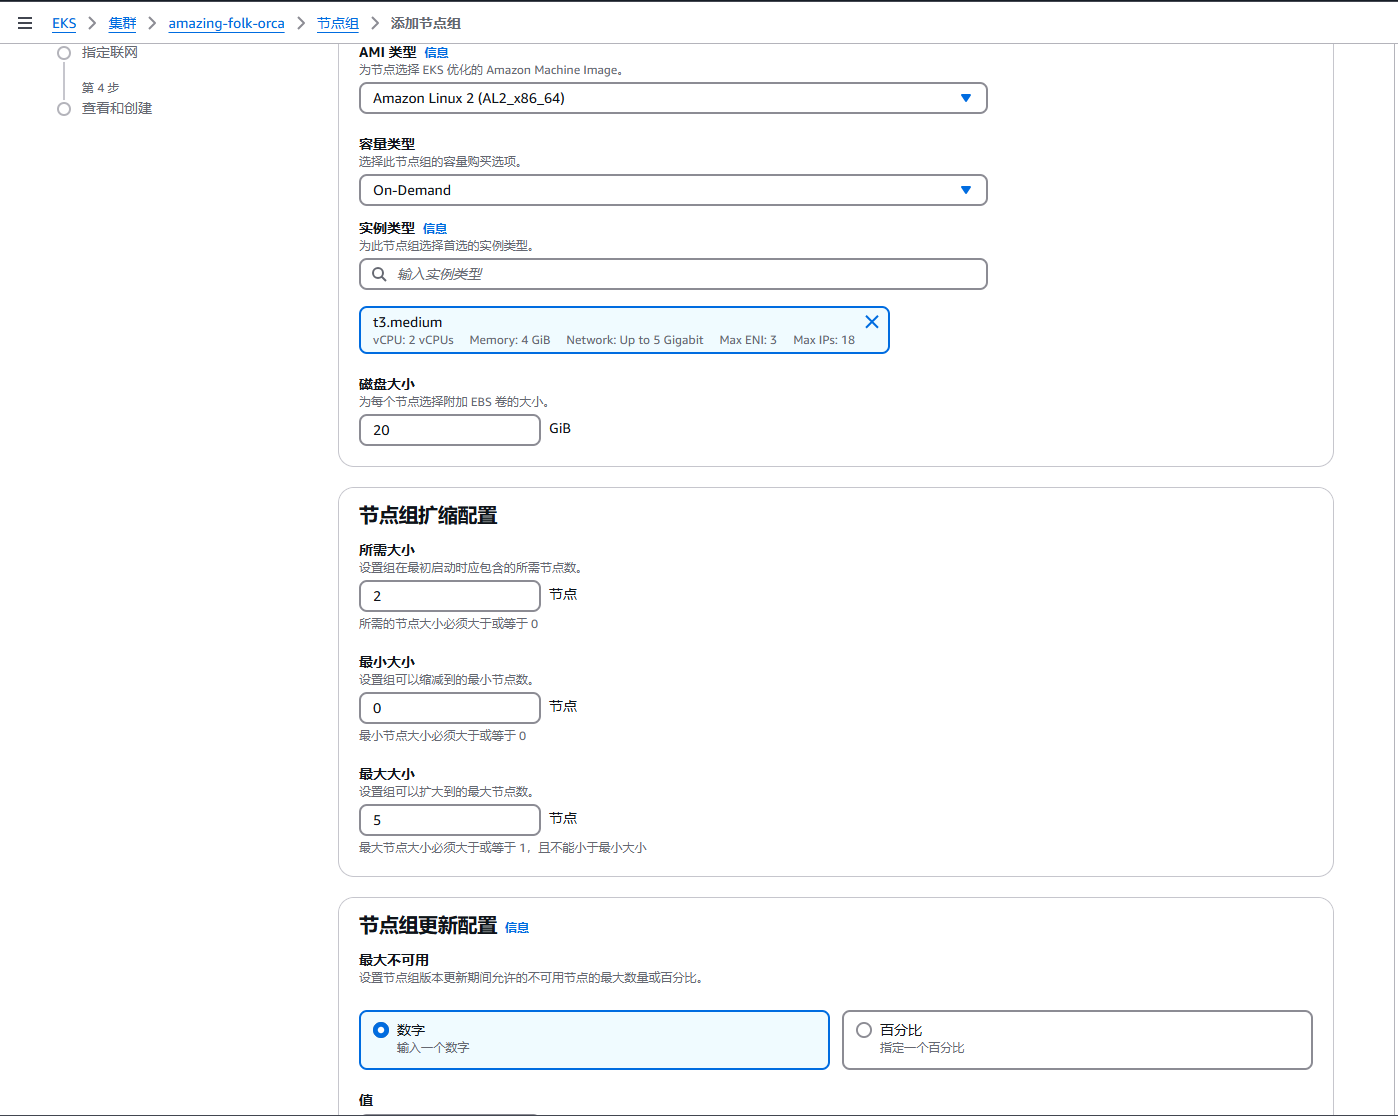 EKS > 集群 > amazing-folk-orca > 节点组 > 添加节点组
指定联网
第 4 步
查看和创建
AMI 类型 信息
为节点选择 EKS 优化的 Amazon Machine Image。
Amazon Linux 2 (AL2_x86_64)
容量类型
选择此节点组的容量购买选项。
On-Demand
实例类型 信息
为此节点组选择首选的实例类型。
输入实例类型
t3.medium
vCPU: 2 vCPUs Memory: 4 GiB Network: Up to 5 Gigabit Max ENI: 3 Max IPs: 18
磁盘大小
为每个节点选择附加 EBS 卷的大小。
20 GiB
节点组扩缩配置
所需大小
设置组在最初启动时应包含的所需节点数。
2 节点
所需的节点大小必须大于或等于 0
最小大小
设置组可以缩减到的最小节点数。
0 节点
最小节点大小必须大于或等于 0
最大大小
设置组可以扩大到的最大节点数。
5 节点
最大节点大小必须大于或等于 1，且不能小于最小大小
节点组更新配置 信息
最大不可用
设置节点组版本更新期间允许的不可用节点的最大数量或百分比。
数字
输入一个数字
百分比
指定一个百分比
值